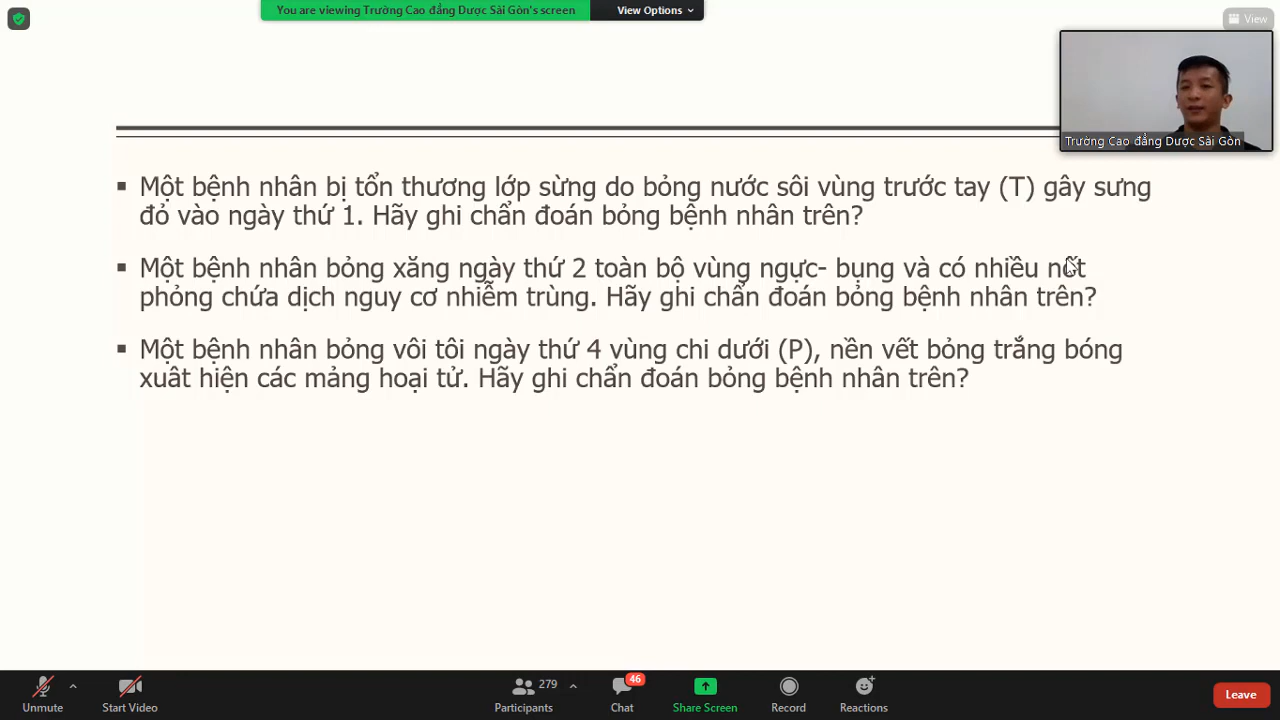 You are viewing Trường Cao đẳng Dược Sài Gòn's screen
View Options
View
Trường Cao đẳng Dược Sài Gòn
▪ Một bệnh nhân bị tổn thương lớp sừng do bỏng nước sôi vùng trước tay (T) gây sưng
đỏ vào ngày thứ 1. Hãy ghi chẩn đoán bỏng bệnh nhân trên?
▪ Một bệnh nhân bỏng xăng ngày thứ 2 toàn bộ vùng ngực- bụng và có nhiều nốt
phỏng chứa dịch nguy cơ nhiễm trùng. Hãy ghi chẩn đoán bỏng bệnh nhân trên?
▪ Một bệnh nhân bỏng vôi tôi ngày thứ 4 vùng chi dưới (P), nền vết bỏng trắng bóng
xuất hiện các mảng hoại tử. Hãy ghi chẩn đoán bỏng bệnh nhân trên?
Unmute
Start Video
279
Participants
46
Chat
Share Screen
Record
Reactions
Leave